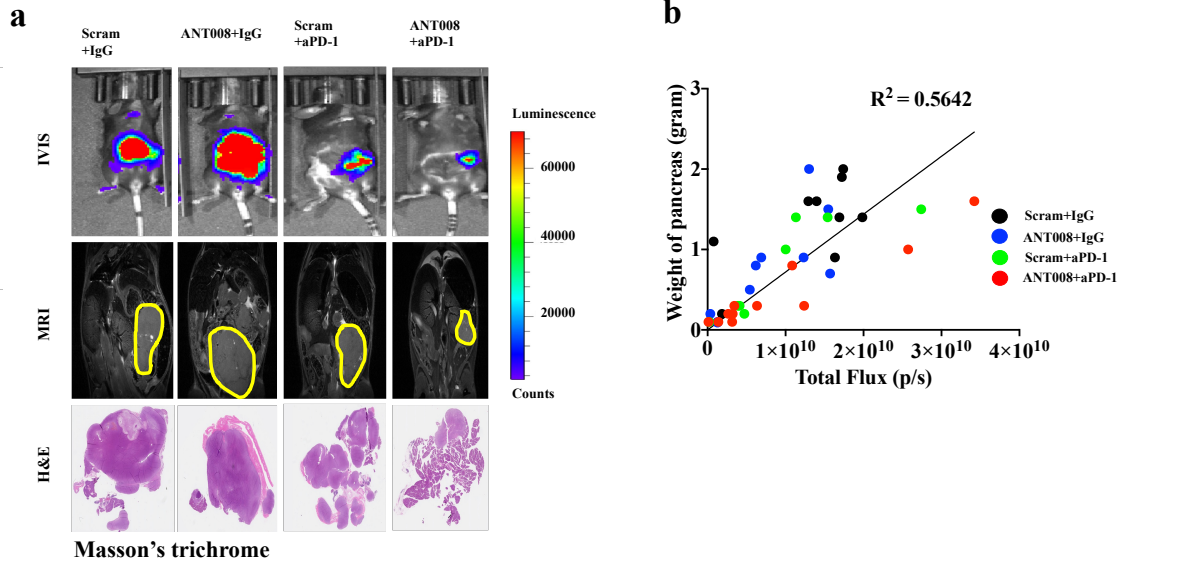 a
Scram
+IgG
ANT008+IgG
Scram
+aPD-1
ANT008
+aPD-1
IVIS
MRI
H&E
Luminescence
60000
40000
20000
Counts
Masson's trichrome
b
R² = 0.5642
Weight of pancreas (gram)
3
2
1
0
0
1×10¹⁰
2×10¹⁰
3×10¹⁰
4×10¹⁰
Total Flux (p/s)
Scram+IgG
ANT008+IgG
Scram+aPD-1
ANT008+aPD-1